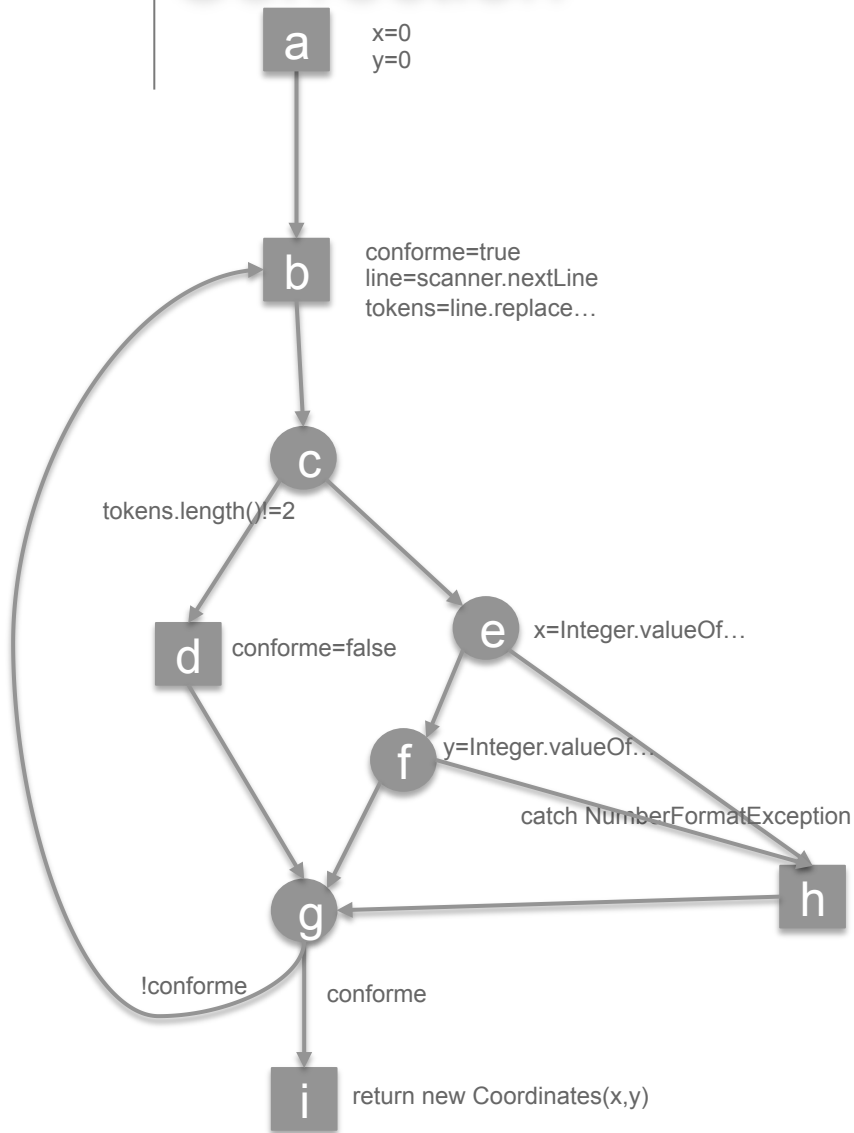 a
x=0
y=0
b
conforme=true
line=scanner.nextLine
tokens=line.replace…
c
tokens.length()!=2
d
conforme=false
e
x=Integer.valueOf…
f
y=Integer.valueOf…
catch NumberFormatException
h
g
!conforme
conforme
i
return new Coordinates(x,y)